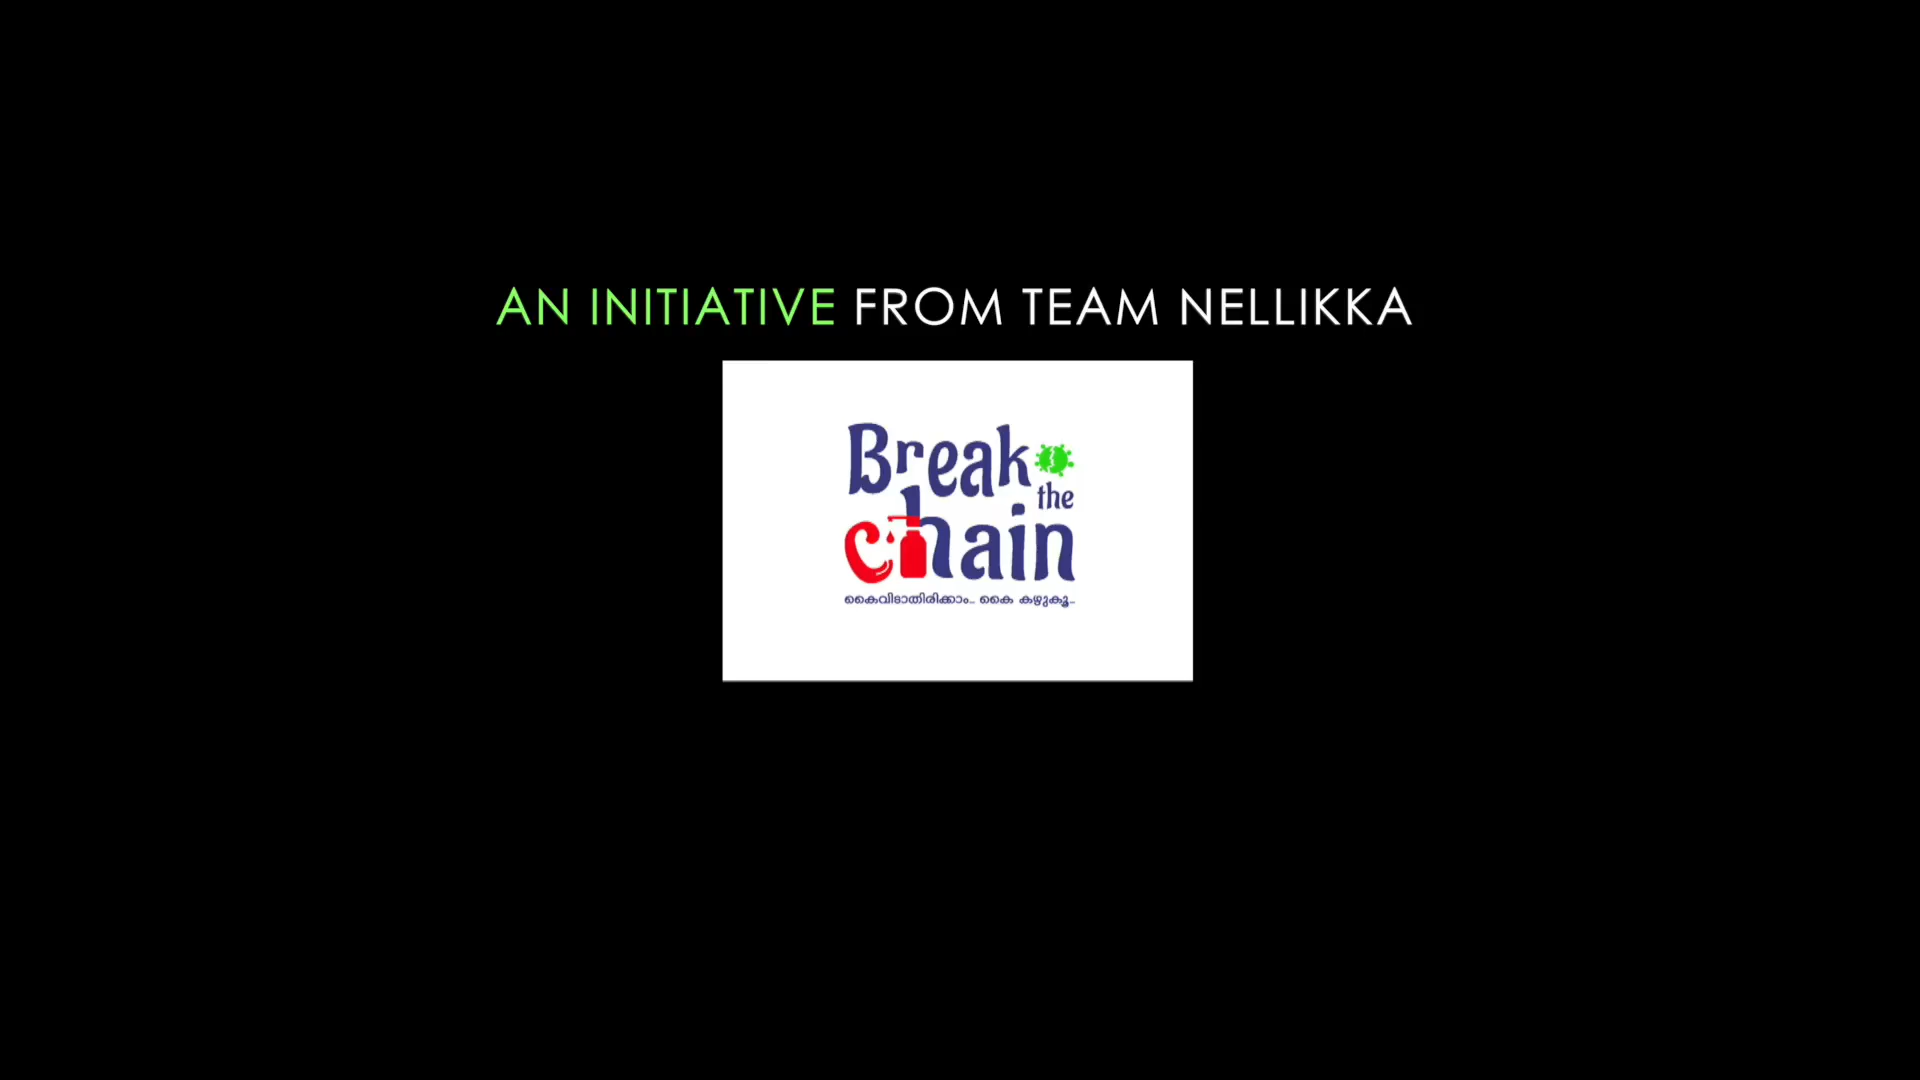 AN INITIATIVE FROM TEAM NELLIKKA
Break
the
chain
കൈവിടാതിരിക്കാം... കൈ കഴുകൂ...